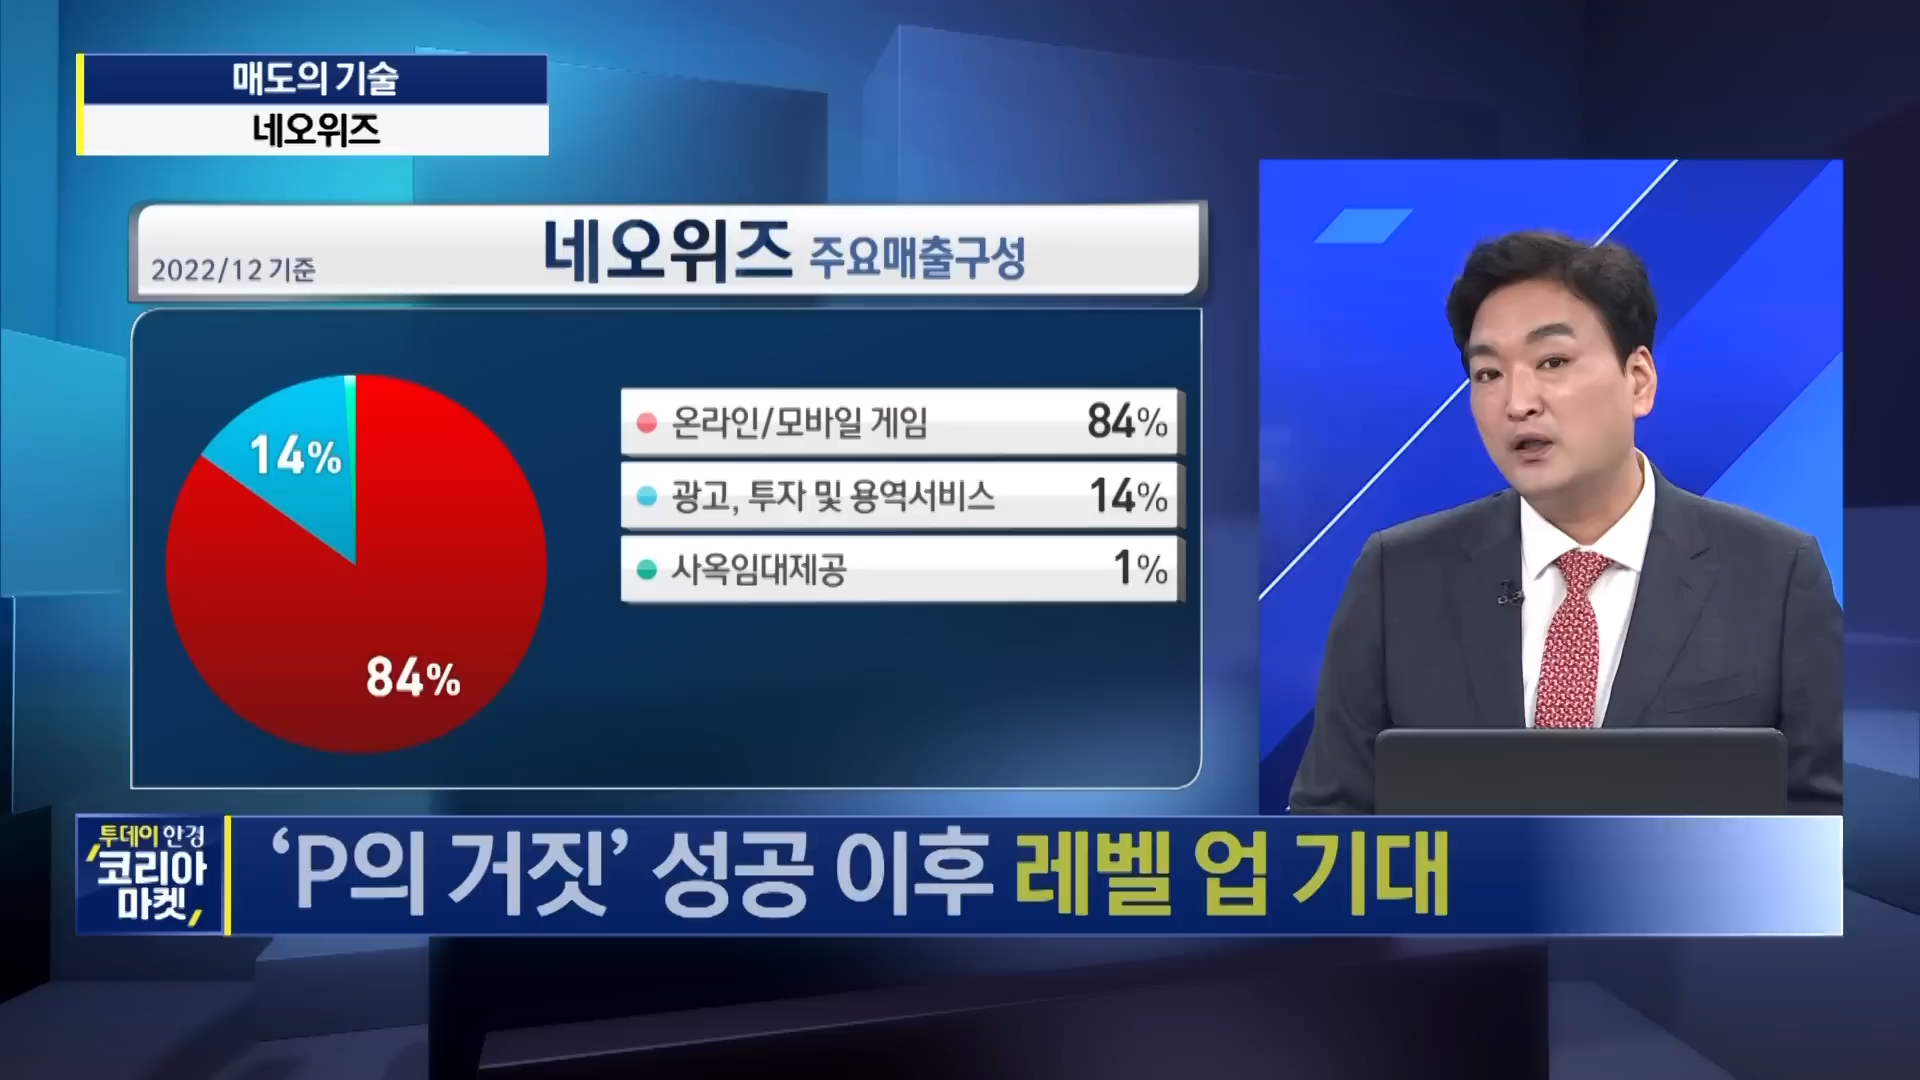 매도의 기술
네오위즈
2022/12 기준
네오위즈 주요매출구성
14%
84%
온라인/모바일 게임 84%
광고, 투자 및 용역서비스 14%
사옥임대제공 1%
투데이 한경
코리아
마켓
‘P의 거짓’ 성공 이후 레벨 업 기대